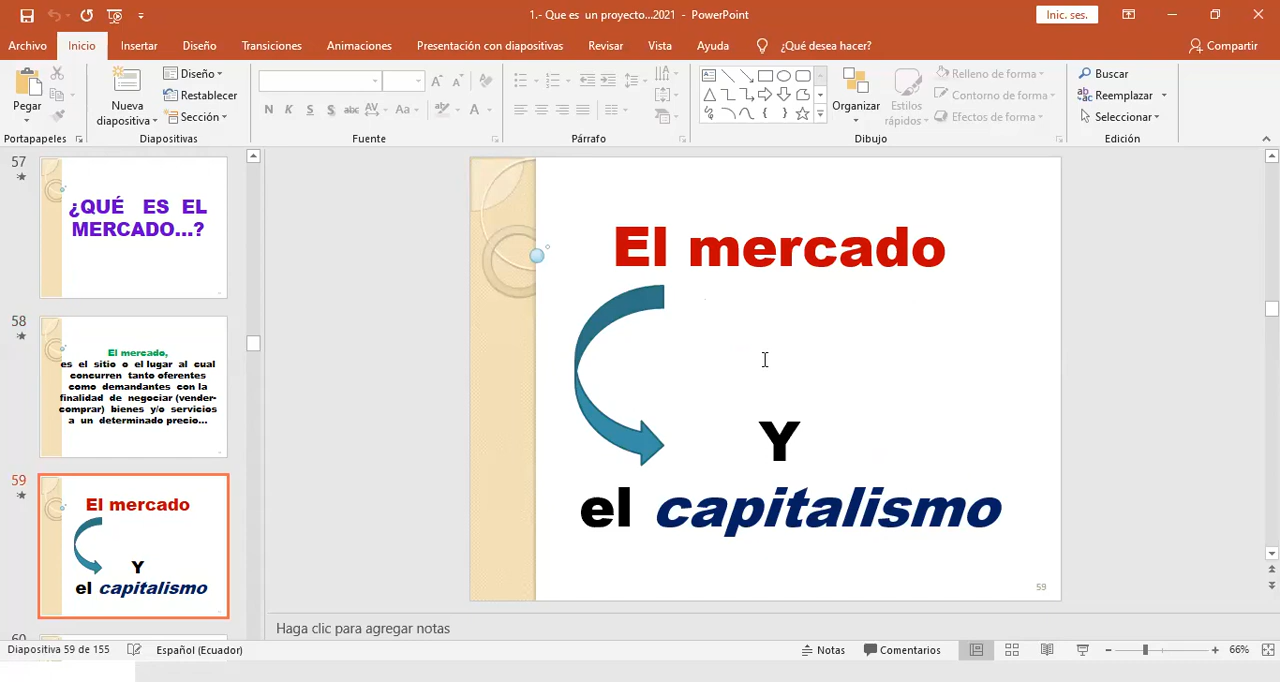 1.- Que es un proyecto...2021 - PowerPoint
Inic. ses.
Archivo Inicio Insertar Diseño Transiciones Animaciones Presentación con diapositivas Revisar Vista Ayuda ¿Qué desea hacer? Compartir
Pegar
Portapapeles
Nueva
diapositiva
Diseño
Restablecer
Sección
Diapositivas
N K S S abc AV Aa A
Fuente
Párrafo
Organizar
Estilos
rápidos
Relleno de forma
Contorno de forma
Efectos de forma
Dibujo
Buscar
Reemplazar
Seleccionar
Edición
57
¿QUÉ ES EL
MERCADO...?
58
El mercado,
es el sitio o el lugar al cual
concurren tanto oferentes
como demandantes con la
finalidad de negociar (vender-
comprar) bienes y/o servicios
a un determinado precio...
59
El mercado
Y
el capitalismo
60
El mercado
Y
el capitalismo
59
Haga clic para agregar notas
Diapositiva 59 de 155 Español (Ecuador) Notas Comentarios 66%